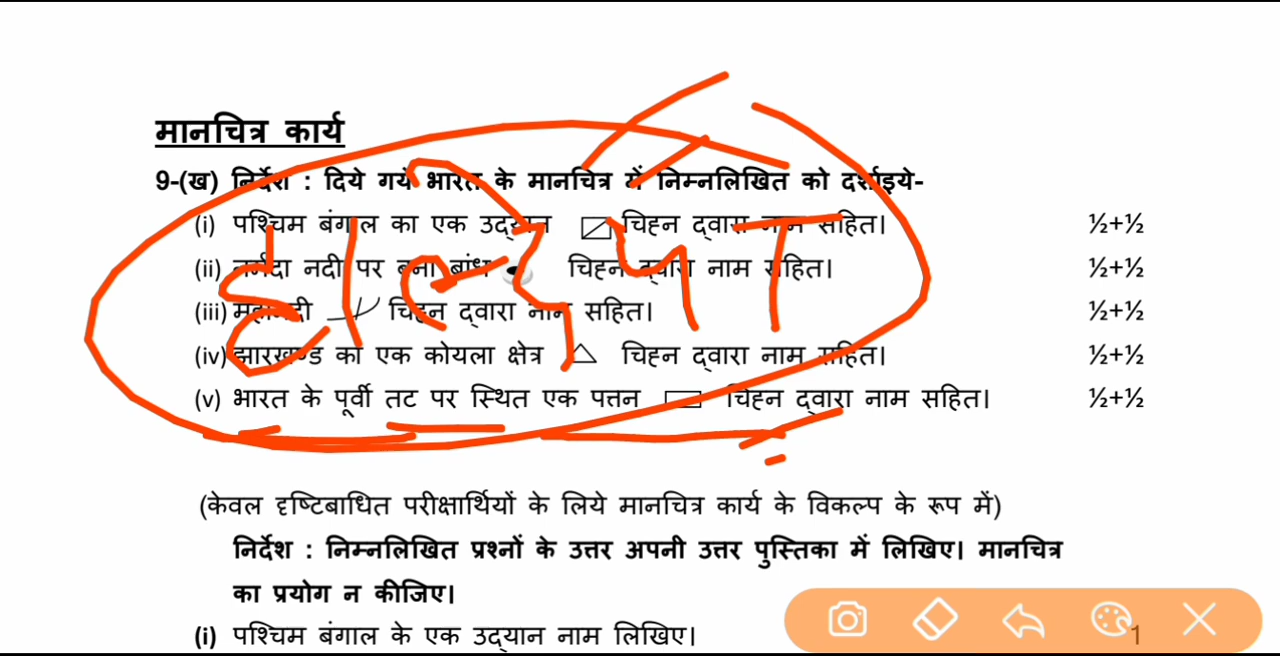 मानचित्र कार्य
9-(ख) निर्देश : दिये गये भारत के मानचित्र में निम्नलिखित को दर्शाइये-
(i) पश्चिम बंगाल का एक उद्यान चिह्न द्वारा नाम सहित। ½+½
(ii) नर्मदा नदी पर बना बांध चिह्न द्वारा नाम सहित। ½+½
(iii) महानदी चिह्न द्वारा नाम सहित। ½+½
(iv) झारखण्ड का एक कोयला क्षेत्र △ चिह्न द्वारा नाम सहित। ½+½
(v) भारत के पूर्वी तट पर स्थित एक पत्तन चिह्न द्वारा नाम सहित। ½+½
(केवल दृष्टिबाधित परीक्षार्थियों के लिये मानचित्र कार्य के विकल्प के रूप में)
निर्देश : निम्नलिखित प्रश्नों के उत्तर अपनी उत्तर पुस्तिका में लिखिए। मानचित्र
का प्रयोग न कीजिए।
(i) पश्चिम बंगाल के एक उद्यान नाम लिखिए। 1